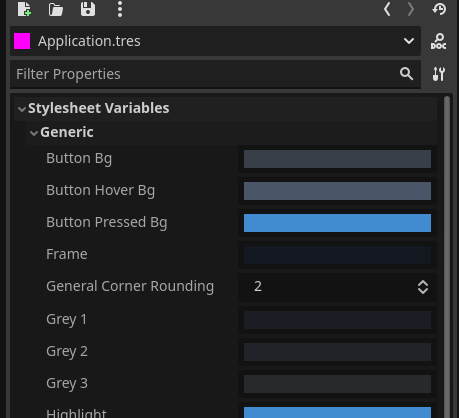 Application.tres
DOC
Filter Properties
Stylesheet Variables
Generic
Button Bg
Button Hover Bg
Button Pressed Bg
Frame
General Corner Rounding 2
Grey 1
Grey 2
Grey 3
Highlight